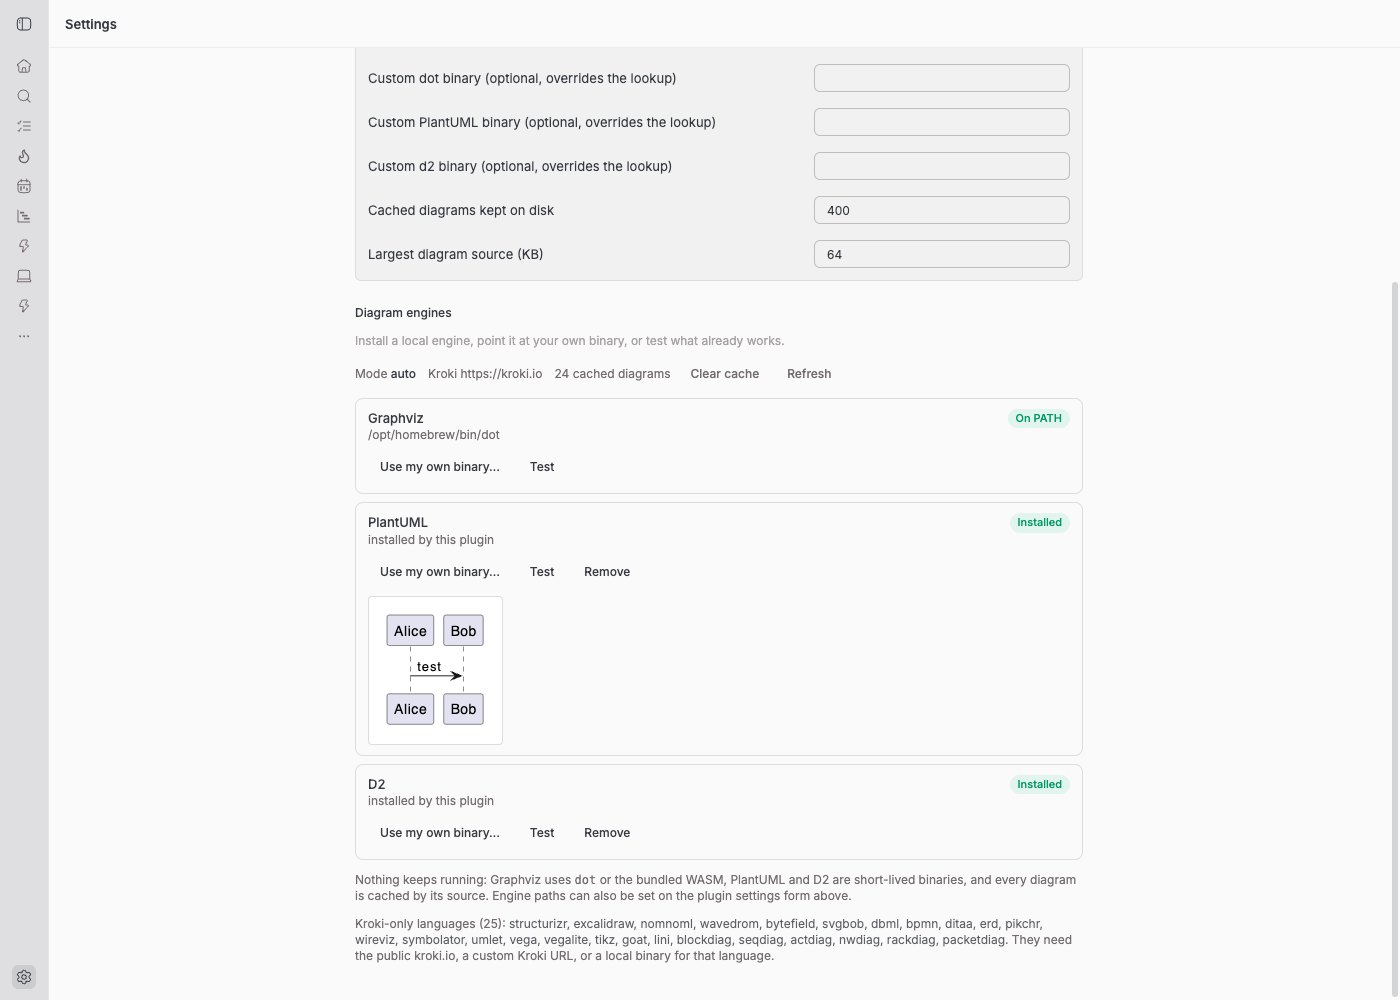 Settings
Custom dot binary (optional, overrides the lookup)
Custom PlantUML binary (optional, overrides the lookup)
Custom d2 binary (optional, overrides the lookup)
Cached diagrams kept on disk
400
Largest diagram source (KB)
64
Diagram engines
Install a local engine, point it at your own binary, or test what already works.
Mode auto Kroki https://kroki.io 24 cached diagrams Clear cache Refresh
Graphviz
On PATH
/opt/homebrew/bin/dot
Use my own binary... Test
PlantUML
Installed
installed by this plugin
Use my own binary... Test Remove
Alice Bob
test
Alice Bob
D2
Installed
installed by this plugin
Use my own binary... Test Remove
Nothing keeps running: Graphviz uses dot or the bundled WASM, PlantUML and D2 are short-lived binaries, and every diagram
is cached by its source. Engine paths can also be set on the plugin settings form above.
Kroki-only languages (25): structurizr, excalidraw, nomnoml, wavedrom, bytefield, svgbob, dbml, bpmn, ditaa, erd, pikchr,
wireviz, symbolator, umlet, vega, vegalite, tikz, goat, lini, blockdiag, seqdiag, actdiag, nwdiag, rackdiag, packetdiag. They need
the public kroki.io, a custom Kroki URL, or a local binary for that language.